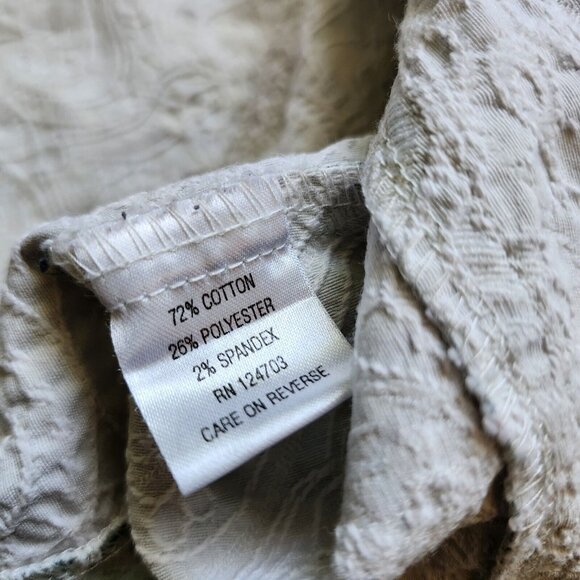 72% COTTON
26% POLYESTER
2% SPANDEX
RN 124703
CARE ON REVERSE